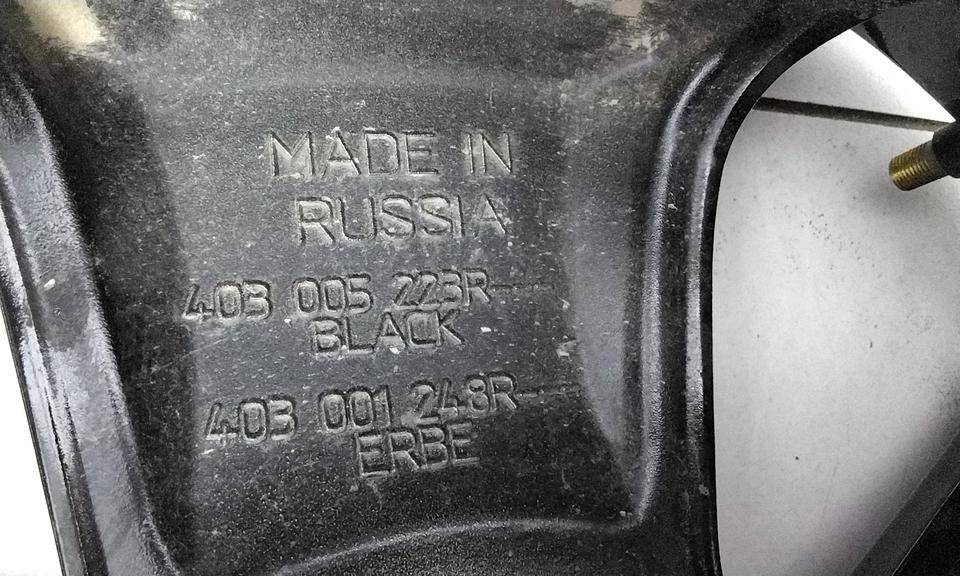 MADE IN
RUSSIA
403 005 223R
BLACK
403 001 248R
ERBE